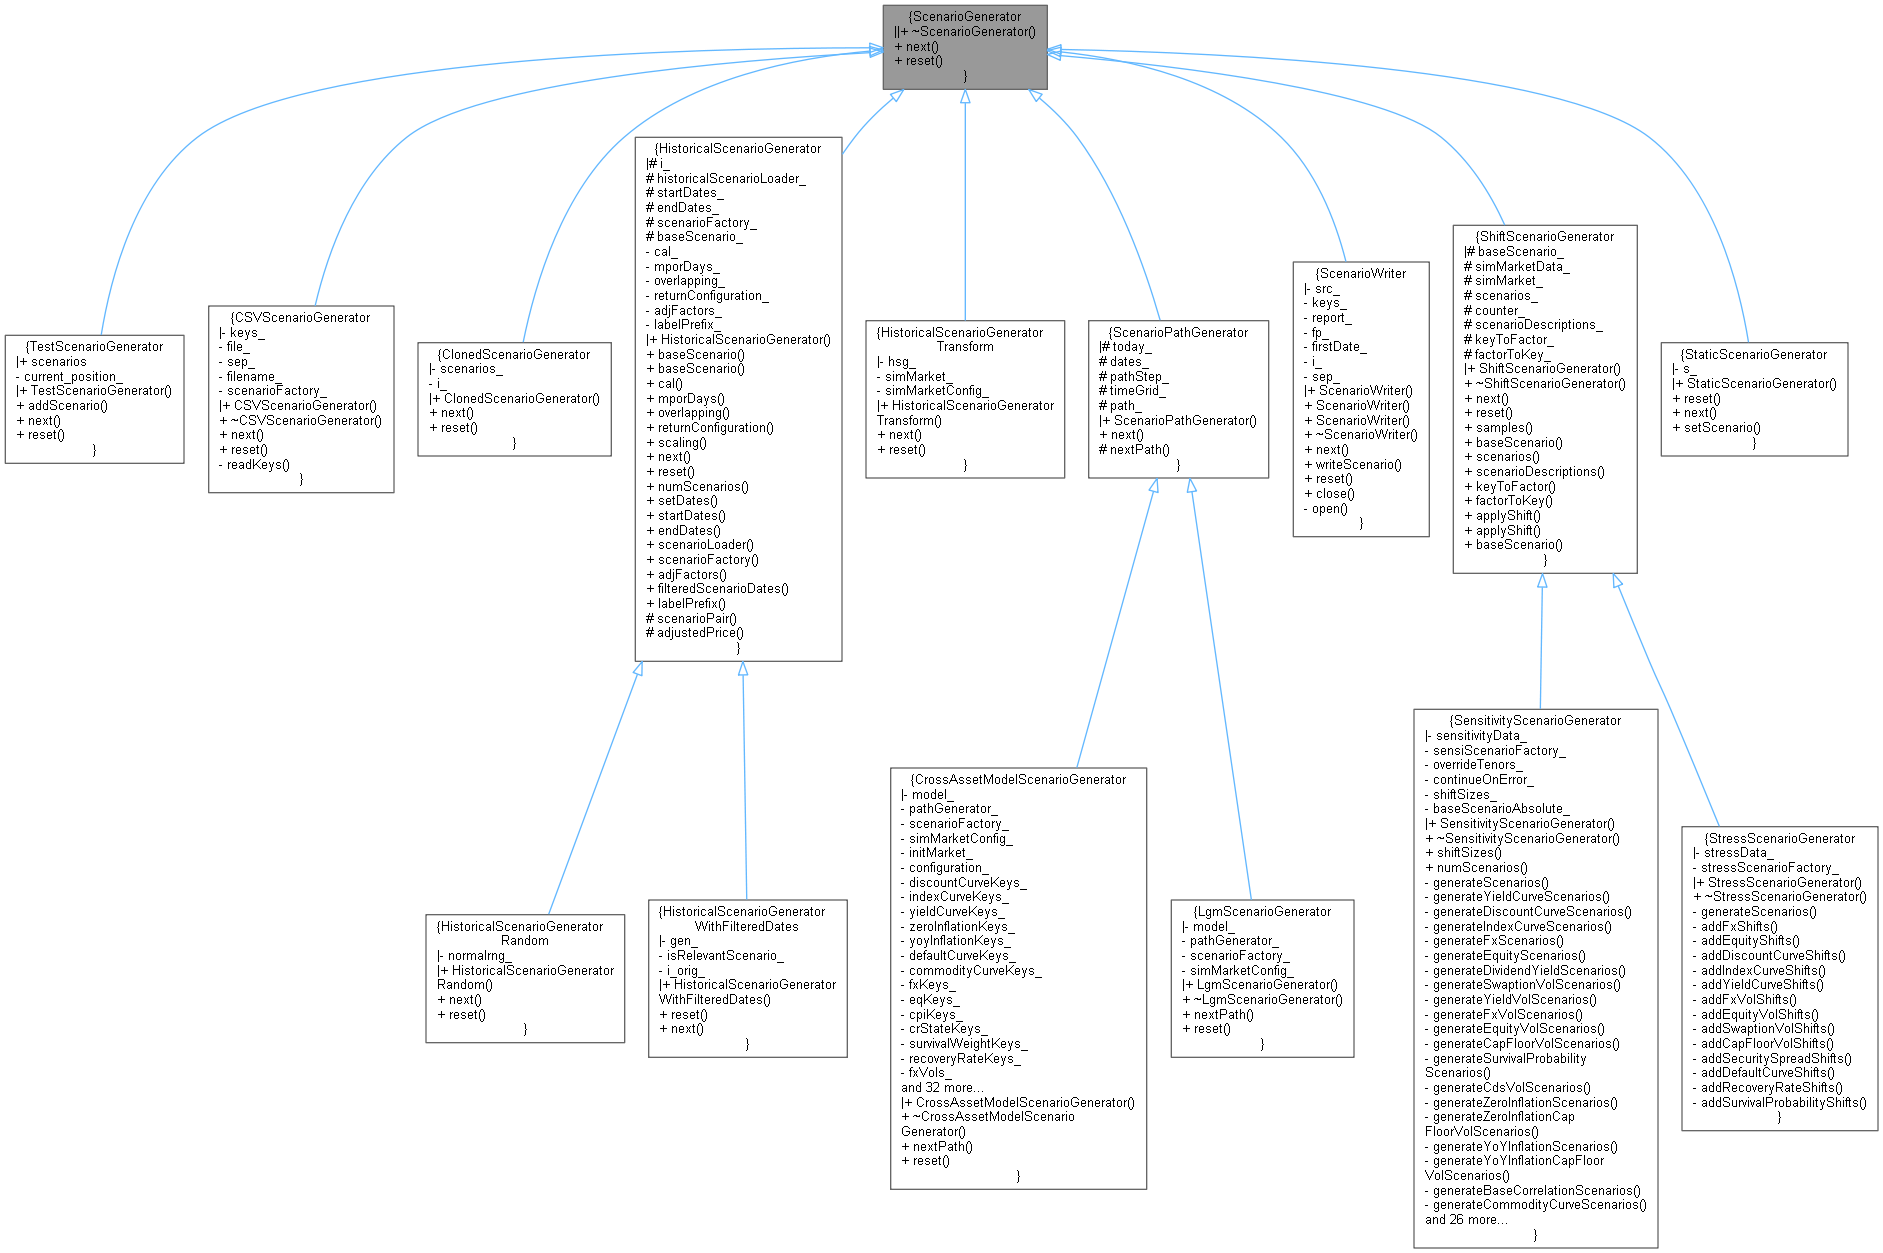 {ScenarioGenerator
||+ ~ScenarioGenerator()
+ next()
+ reset()
}
{TestScenarioGenerator
|+ scenarios
- current_position_
|+ TestScenarioGenerator()
+ addScenario()
+ next()
+ reset()
}
{CSVScenarioGenerator
|- keys_
- file_
- sep_
- filename_
- scenarioFactory_
|+ CSVScenarioGenerator()
+ ~CSVScenarioGenerator()
+ next()
+ reset()
- readKeys()
}
{ClonedScenarioGenerator
|- scenarios_
- i_
|+ ClonedScenarioGenerator()
+ next()
+ reset()
}
{HistoricalScenarioGenerator
|# i_
# historicalScenarioLoader_
# startDates_
# endDates_
# scenarioFactory_
# baseScenario_
- cal_
- mporDays_
- overlapping_
- returnConfiguration_
- adjFactors_
- labelPrefix_
|+ HistoricalScenarioGenerator()
+ baseScenario()
+ baseScenario()
+ cal()
+ mporDays()
+ overlapping()
+ returnConfiguration()
+ scaling()
+ next()
+ reset()
+ numScenarios()
+ setDates()
+ startDates()
+ endDates()
+ scenarioLoader()
+ scenarioFactory()
+ adjFactors()
+ filteredScenarioDates()
+ labelPrefix()
# scenarioPair()
# adjustedPrice()
}
{HistoricalScenarioGenerator
Transform
|- hsg_
- simMarket_
- simMarketConfig_
|+ HistoricalScenarioGenerator
Transform()
+ next()
+ reset()
}
{ScenarioPathGenerator
|# today_
# dates_
# pathStep_
# timeGrid_
# path_
|+ ScenarioPathGenerator()
+ next()
# nextPath()
}
{ScenarioWriter
|- src_
- keys_
- report_
- fp_
- firstDate_
- i_
- sep_
|+ ScenarioWriter()
+ ScenarioWriter()
+ ScenarioWriter()
+ ~ScenarioWriter()
+ next()
+ writeScenario()
+ reset()
+ close()
- open()
}
{ShiftScenarioGenerator
|# baseScenario_
# simMarketData_
# simMarket_
# scenarios_
# counter_
# scenarioDescriptions_
# keyToFactor_
# factorToKey_
|+ ShiftScenarioGenerator()
+ ~ShiftScenarioGenerator()
+ next()
+ reset()
+ samples()
+ baseScenario()
+ scenarios()
+ scenarioDescriptions()
+ keyToFactor()
+ factorToKey()
+ applyShift()
+ applyShift()
+ baseScenario()
}
{StaticScenarioGenerator
|- s_
|+ StaticScenarioGenerator()
+ reset()
+ next()
+ setScenario()
}
{HistoricalScenarioGenerator
Random
|- normalrng_
|+ HistoricalScenarioGenerator
Random()
+ next()
+ reset()
}
{HistoricalScenarioGenerator
WithFilteredDates
|- gen_
- isRelevantScenario_
- i_orig_
|+ HistoricalScenarioGenerator
WithFilteredDates()
+ reset()
+ next()
}
{CrossAssetModelScenarioGenerator
|- model_
- pathGenerator_
- scenarioFactory_
- simMarketConfig_
- initMarket_
- configuration_
- discountCurveKeys_
- indexCurveKeys_
- yieldCurveKeys_
- zeroInflationKeys_
- yoyInflationKeys_
- defaultCurveKeys_
- commodityCurveKeys_
- fxKeys_
- eqKeys_
- cpiKeys_
- crStateKeys_
- survivalWeightKeys_
- recoveryRateKeys_
- fxVols_
and 32 more...
|+ CrossAssetModelScenarioGenerator()
+ ~CrossAssetModelScenario
Generator()
+ nextPath()
+ reset()
}
{LgmScenarioGenerator
|- model_
- pathGenerator_
- scenarioFactory_
- simMarketConfig_
|+ LgmScenarioGenerator()
+ ~LgmScenarioGenerator()
+ nextPath()
+ reset()
}
{SensitivityScenarioGenerator
|- sensitivityData_
- sensiScenarioFactory_
- overrideTenors_
- continueOnError_
- shiftSizes_
- baseScenarioAbsolute_
|+ SensitivityScenarioGenerator()
+ ~SensitivityScenarioGenerator()
+ shiftSizes()
+ numScenarios()
- generateScenarios()
- generateYieldCurveScenarios()
- generateDiscountCurveScenarios()
- generateIndexCurveScenarios()
- generateFxScenarios()
- generateEquityScenarios()
- generateDividendYieldScenarios()
- generateSwaptionVolScenarios()
- generateYieldVolScenarios()
- generateFxVolScenarios()
- generateEquityVolScenarios()
- generateCapFloorVolScenarios()
- generateSurvivalProbability
Scenarios()
- generateCdsVolScenarios()
- generateZeroInflationScenarios()
- generateZeroInflationCap
FloorVolScenarios()
- generateYoYInflationScenarios()
- generateYoYInflationCapFloor
VolScenarios()
- generateBaseCorrelationScenarios()
- generateCommodityCurveScenarios()
and 26 more...
}
{StressScenarioGenerator
|- stressData_
- stressScenarioFactory_
|+ StressScenarioGenerator()
+ ~StressScenarioGenerator()
- generateScenarios()
- addFxShifts()
- addEquityShifts()
- addDiscountCurveShifts()
- addIndexCurveShifts()
- addYieldCurveShifts()
- addFxVolShifts()
- addEquityVolShifts()
- addSwaptionVolShifts()
- addCapFloorVolShifts()
- addSecuritySpreadShifts()
- addDefaultCurveShifts()
- addRecoveryRateShifts()
- addSurvivalProbabilityShifts()
}